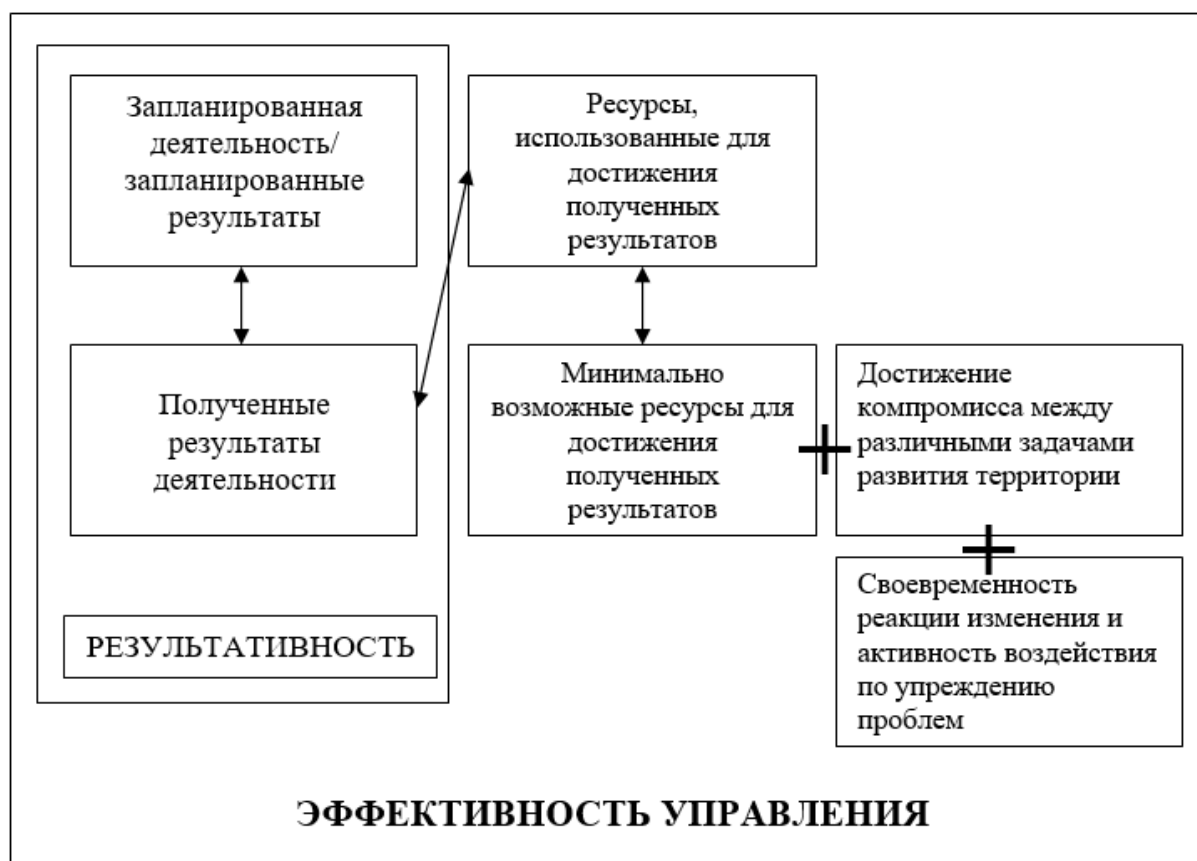 Запланированная
деятельность/
запланированные
результаты
Ресурсы,
использованные для
достижения
полученных
результатов
Полученные
результаты
деятельности
Минимально
возможные ресурсы для
достижения
полученных
результатов
Достижение
компромисса между
различными задачами
развития территории
Своевременность
реакции изменения и
активность воздействия
по упреждению
проблем
РЕЗУЛЬТАТИВНОСТЬ
ЭФФЕКТИВНОСТЬ УПРАВЛЕНИЯ